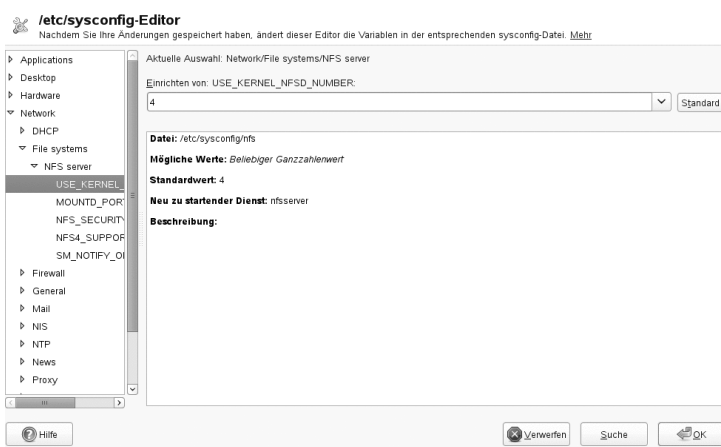 /etc/sysconfig-Editor
Nachdem Sie Ihre Änderungen gespeichert haben, ändert dieser Editor die Variablen in der entsprechenden sysconfig-Datei. Mehr
Applications
Desktop
Hardware
Network
DHCP
File systems
NFS server
USE_KERNEL_
MOUNTD_POR
NFS_SECURITY
NFS4_SUPPOR
SM_NOTIFY_O
Firewall
General
Mail
NIS
NTP
News
Proxy
Aktuelle Auswahl: Network/File systems/NFS server
Einrichten von: USE_KERNEL_NFSD_NUMBER:
4
Standard
Datei: /etc/sysconfig/nfs
Mögliche Werte: Beliebiger Ganzzahlenwert
Standardwert: 4
Neu zu startender Dienst: nfsserver
Beschreibung:
Hilfe
Verwerfen
Suche
OK